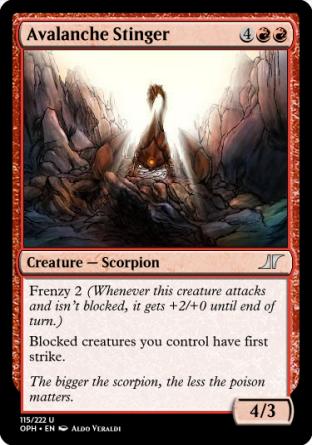 Avalanche Stinger 4
Creature — Scorpion
Frenzy 2 (Whenever this creature attacks
and isn't blocked, it gets +2/+0 until end of
turn.)
Blocked creatures you control have first
strike.
The bigger the scorpion, the less the poison
matters.
4/3
115/222 U
OPH • EN Aldo Veraldi